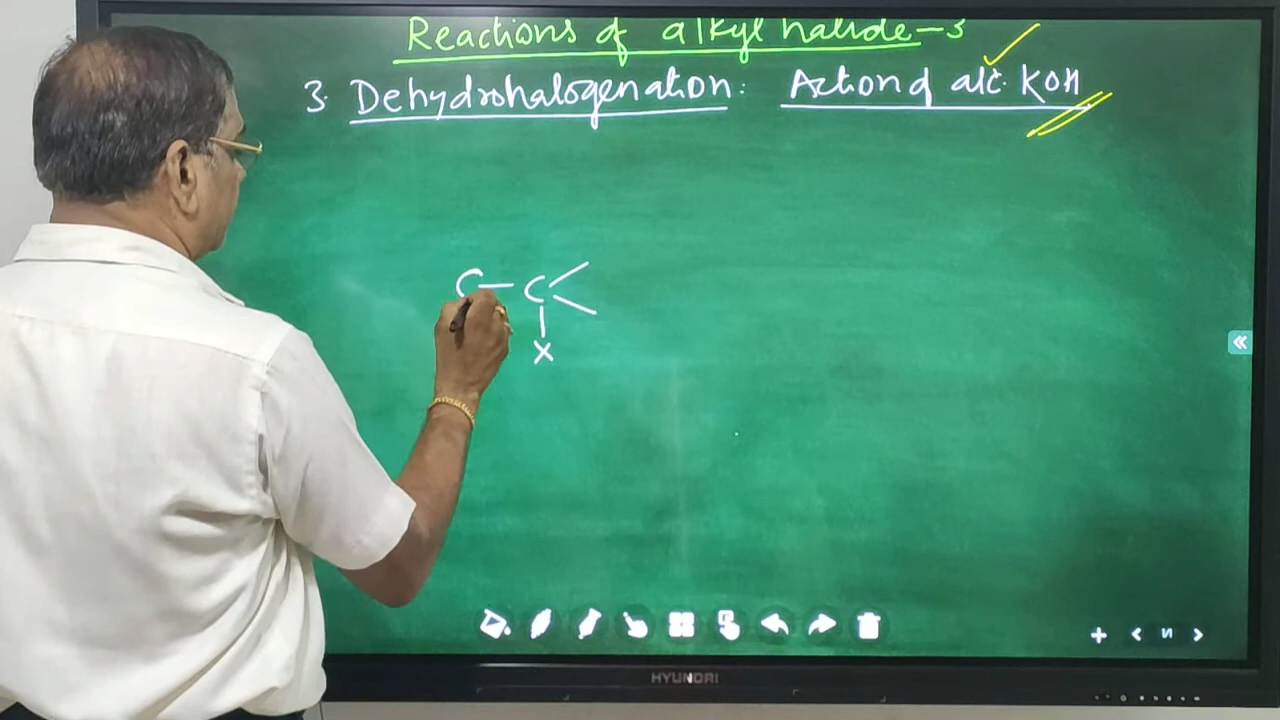 Reactions of alkyl halide-3
3. Dehydrohalogenation: Action of alc. KOH
C-C
X
HYUNDAI